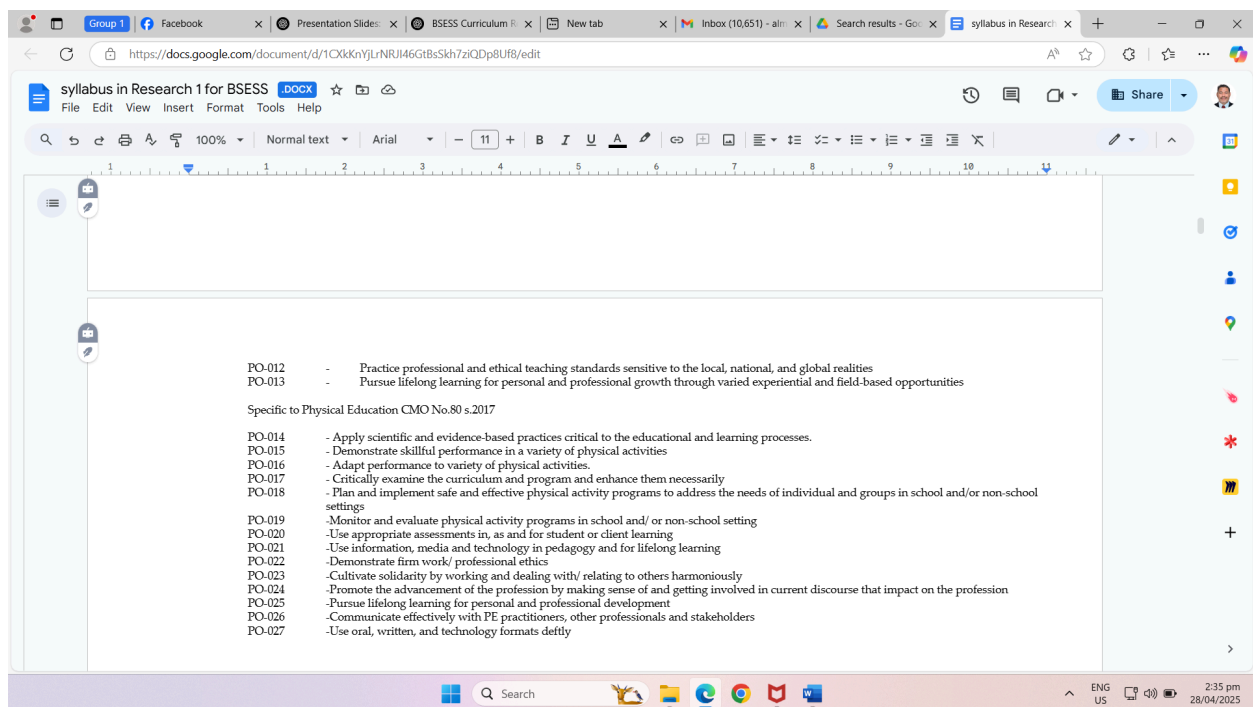 Group 1
Facebook
Presentation Slides:
BSESS Curriculum R
New tab
Inbox (10,651) - alm
Search results - Goo
syllabus in Research
https://docs.google.com/document/d/1CXkKnYjLrNRJI46GtBsSkh7ziQDp8Uf8/edit
syllabus in Research 1 for BSESS .DOCX
File Edit View Insert Format Tools Help
Share
100% Normal text Arial 11 B I U A
1 1 2 3 4 5 6 7 8 9 10 11
PO-012 - Practice professional and ethical teaching standards sensitive to the local, national, and global realities
PO-013 - Pursue lifelong learning for personal and professional growth through varied experiential and field-based opportunities
Specific to Physical Education CMO No.80 s.2017
PO-014 - Apply scientific and evidence-based practices critical to the educational and learning processes.
PO-015 - Demonstrate skillful performance in a variety of physical activities
PO-016 - Adapt performance to variety of physical activities.
PO-017 - Critically examine the curriculum and program and enhance them necessarily
PO-018 - Plan and implement safe and effective physical activity programs to address the needs of individual and groups in school and/or non-school
settings
PO-019 -Monitor and evaluate physical activity programs in school and/ or non-school setting
PO-020 -Use appropriate assessments in, as and for student or client learning
PO-021 -Use information, media and technology in pedagogy and for lifelong learning
PO-022 -Demonstrate firm work/ professional ethics
PO-023 -Cultivate solidarity by working and dealing with/ relating to others harmoniously
PO-024 -Promote the advancement of the profession by making sense of and getting involved in current discourse that impact on the profession
PO-025 -Pursue lifelong learning for personal and professional development
PO-026 -Communicate effectively with PE practitioners, other professionals and stakeholders
PO-027 -Use oral, written, and technology formats deftly
Search
ENG
US
2:35 pm
28/04/2025